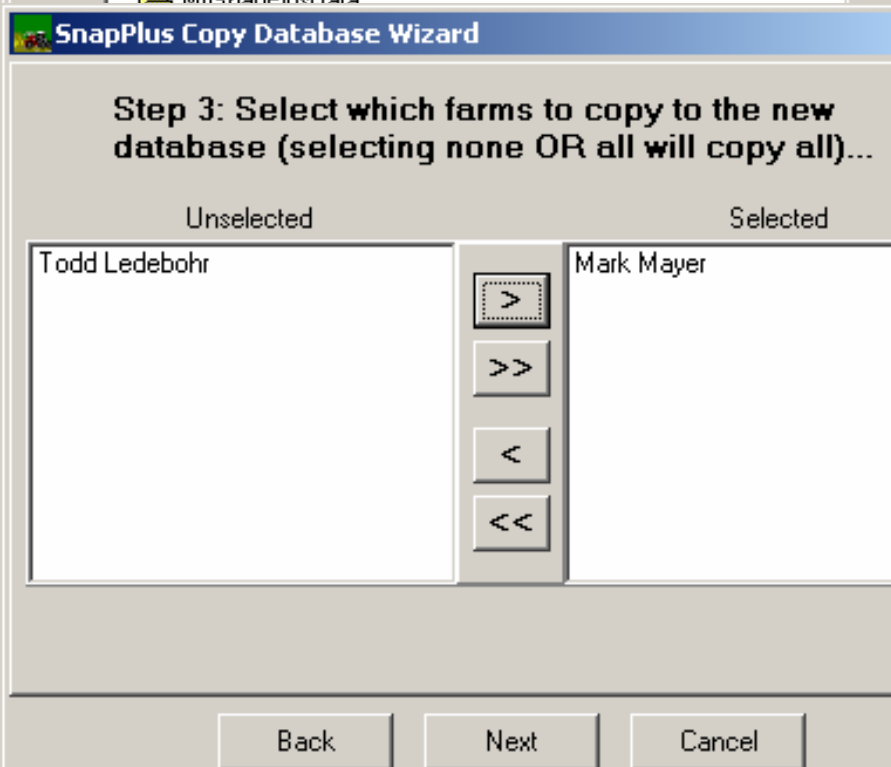 SnapPlus Copy Database Wizard
Step 3: Select which farms to copy to the new
database (selecting none OR all will copy all)...
Unselected
Selected
Todd Ledebohr
Mark Mayer
>
>>
<
<<
Back
Next
Cancel